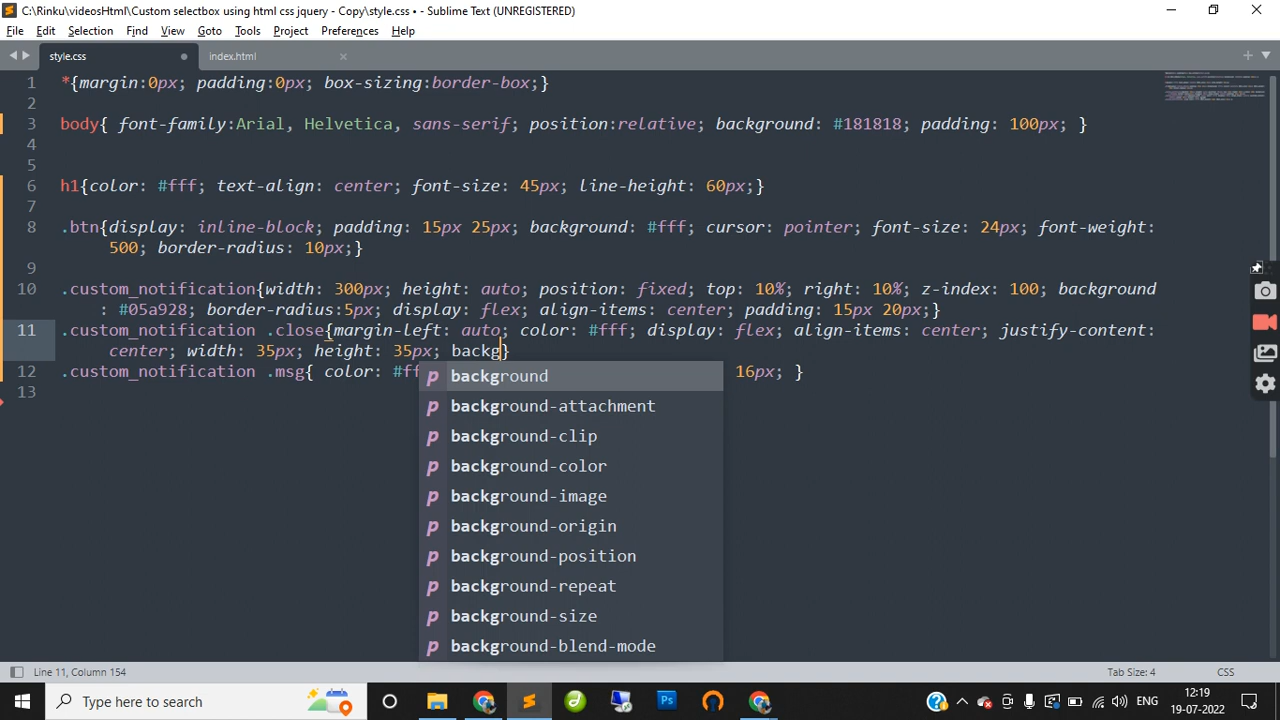 C:\Rinku\videosHtml\Custom selectbox using html css jquery - Copy\style.css • - Sublime Text (UNREGISTERED)
File Edit Selection Find View Goto Tools Project Preferences Help
style.css index.html
1 *{margin:0px; padding:0px; box-sizing:border-box;}
2
3 body{ font-family:Arial, Helvetica, sans-serif; position:relative; background: #181818; padding: 100px; }
4
5
6 h1{color: #fff; text-align: center; font-size: 45px; line-height: 60px;}
7
8 .btn{display: inline-block; padding: 15px 25px; background: #fff; cursor: pointer; font-size: 24px; font-weight:
500; border-radius: 10px;}
9
10 .custom_notification{width: 300px; height: auto; position: fixed; top: 10%; right: 10%; z-index: 100; background
: #05a928; border-radius:5px; display: flex; align-items: center; padding: 15px 20px;}
11 .custom_notification .close{margin-left: auto; color: #fff; display: flex; align-items: center; justify-content:
center; width: 35px; height: 35px; backg}
12 .custom_notification .msg{ color: #ff 16px; }
13
p background
p background-attachment
p background-clip
p background-color
p background-image
p background-origin
p background-position
p background-repeat
p background-size
p background-blend-mode
Line 11, Column 154 Tab Size: 4 CSS
Type here to search
Ps
ENG
12:19
19-07-2022